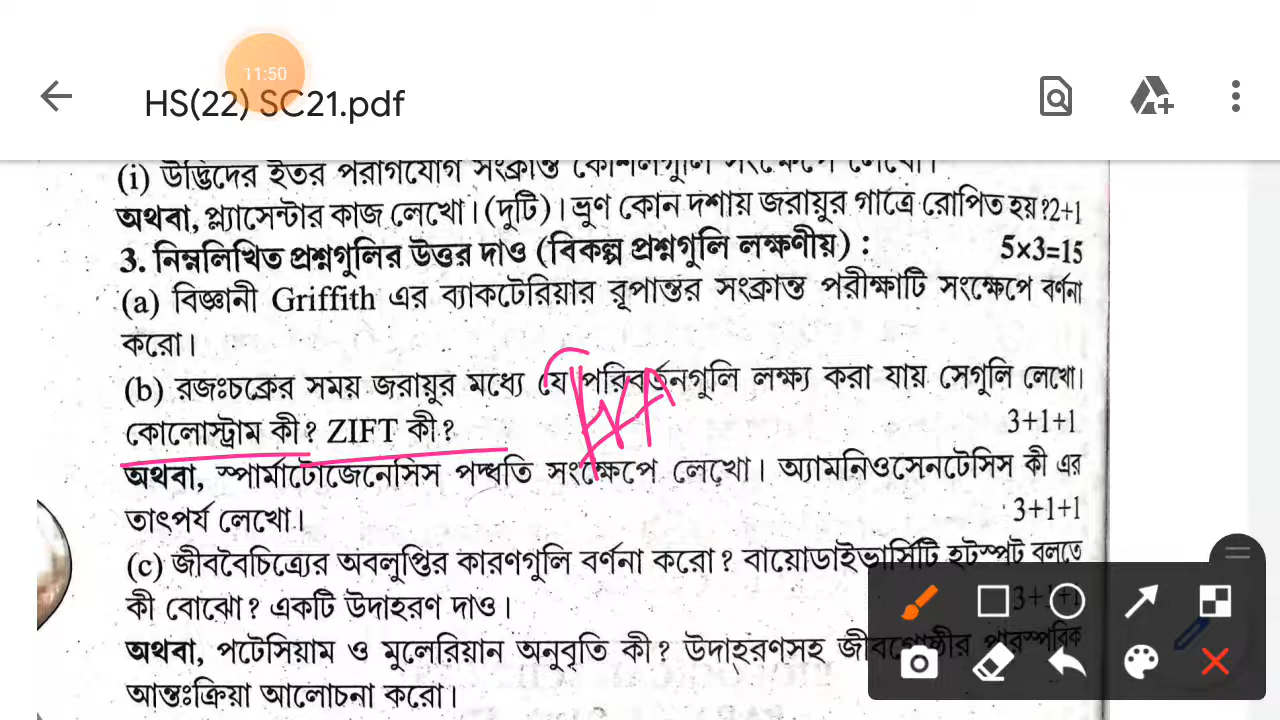 11:50
HS(22) SC21.pdf
(i) উদ্ভিদের ইতর পরাগযোগ সংক্রান্ত কৌশলগুলি সংক্ষেপে লেখো।
অথবা, প্ল্যাসেন্টার কাজ লেখো। (দুটি)। ভ্রুণ কোন দশায় জরায়ুর গাত্রে রোপিত হয়? 2+1
3. নিম্নলিখিত প্রশ্নগুলির উত্তর দাও (বিকল্প প্রশ্নগুলি লক্ষণীয়) : 5×3=15
(a) বিজ্ঞানী Griffith এর ব্যাকটেরিয়ার রূপান্তর সংক্রান্ত পরীক্ষাটি সংক্ষেপে বর্ণনা
করো।
(b) রজঃচক্রের সময় জরায়ুর মধ্যে যে পরিবর্তনগুলি লক্ষ্য করা যায় সেগুলি লেখো।
কোলোস্ট্রাম কী? ZIFT কী? 3+1+1
অথবা, স্পার্মাটোজেনেসিস পদ্ধতি সংক্ষেপে লেখো। অ্যামনিওসেনটেসিস কী এর
তাৎপর্য লেখো। 3+1+1
(c) জীববৈচিত্র্যের অবলুপ্তির কারণগুলি বর্ণনা করো? বায়োডাইভার্সিটি হটস্পট বলতে
কী বোঝো? একটি উদাহরণ দাও। 3+1+1
অথবা, পটেসিয়াম ও মুলেরিয়ান অনুবৃতি কী? উদাহরণসহ জীবগোষ্ঠীর পারস্পরিক
আন্তঃক্রিয়া আলোচনা করো।